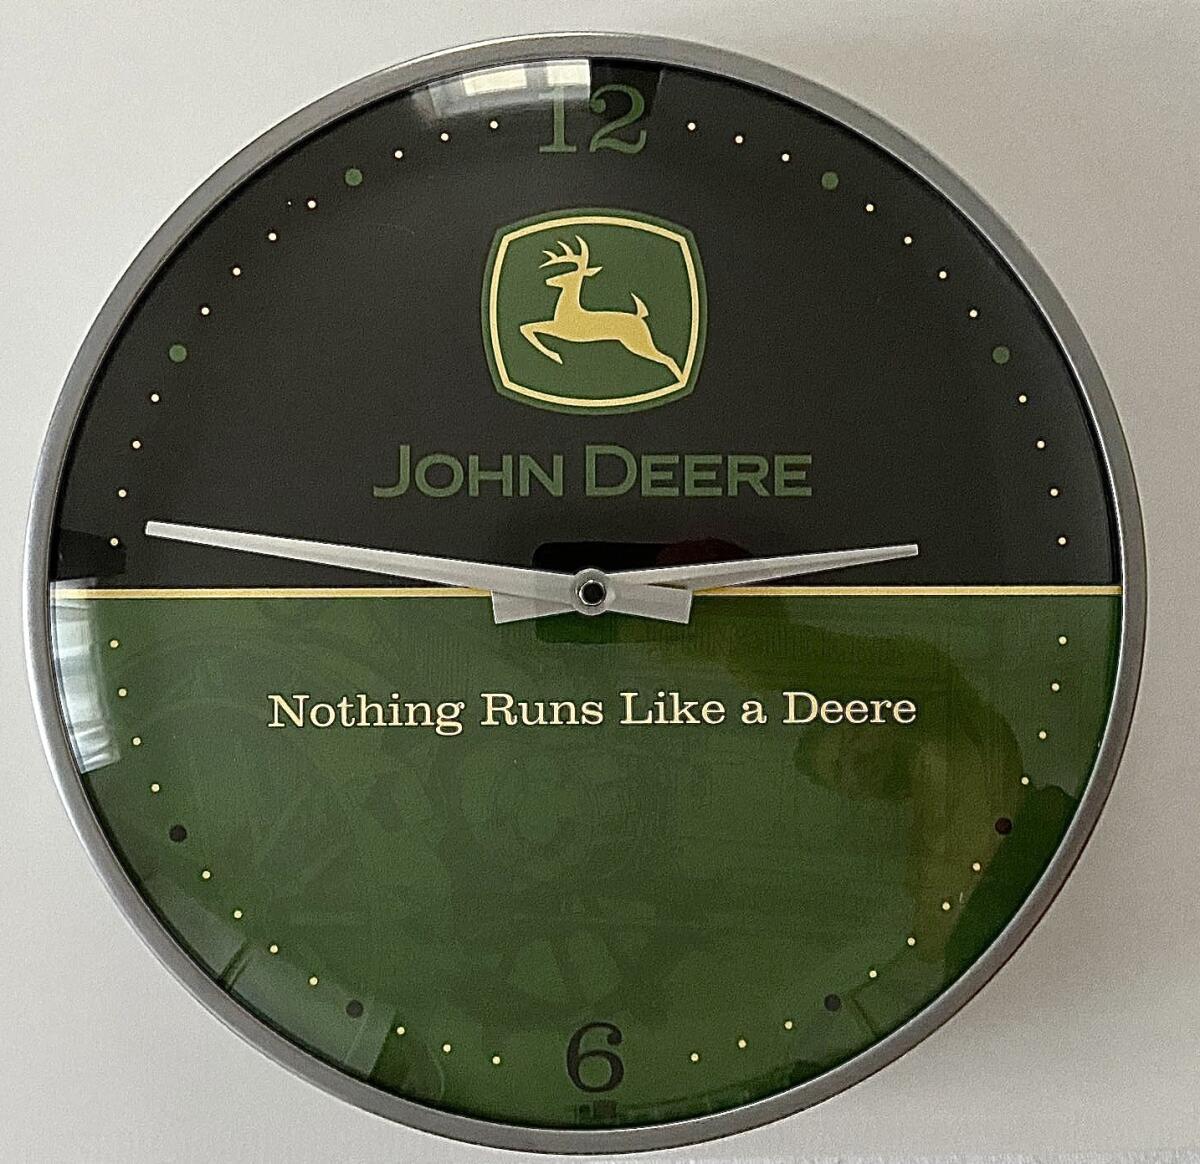 12
JOHN DEERE
Nothing Runs Like a Deere
6